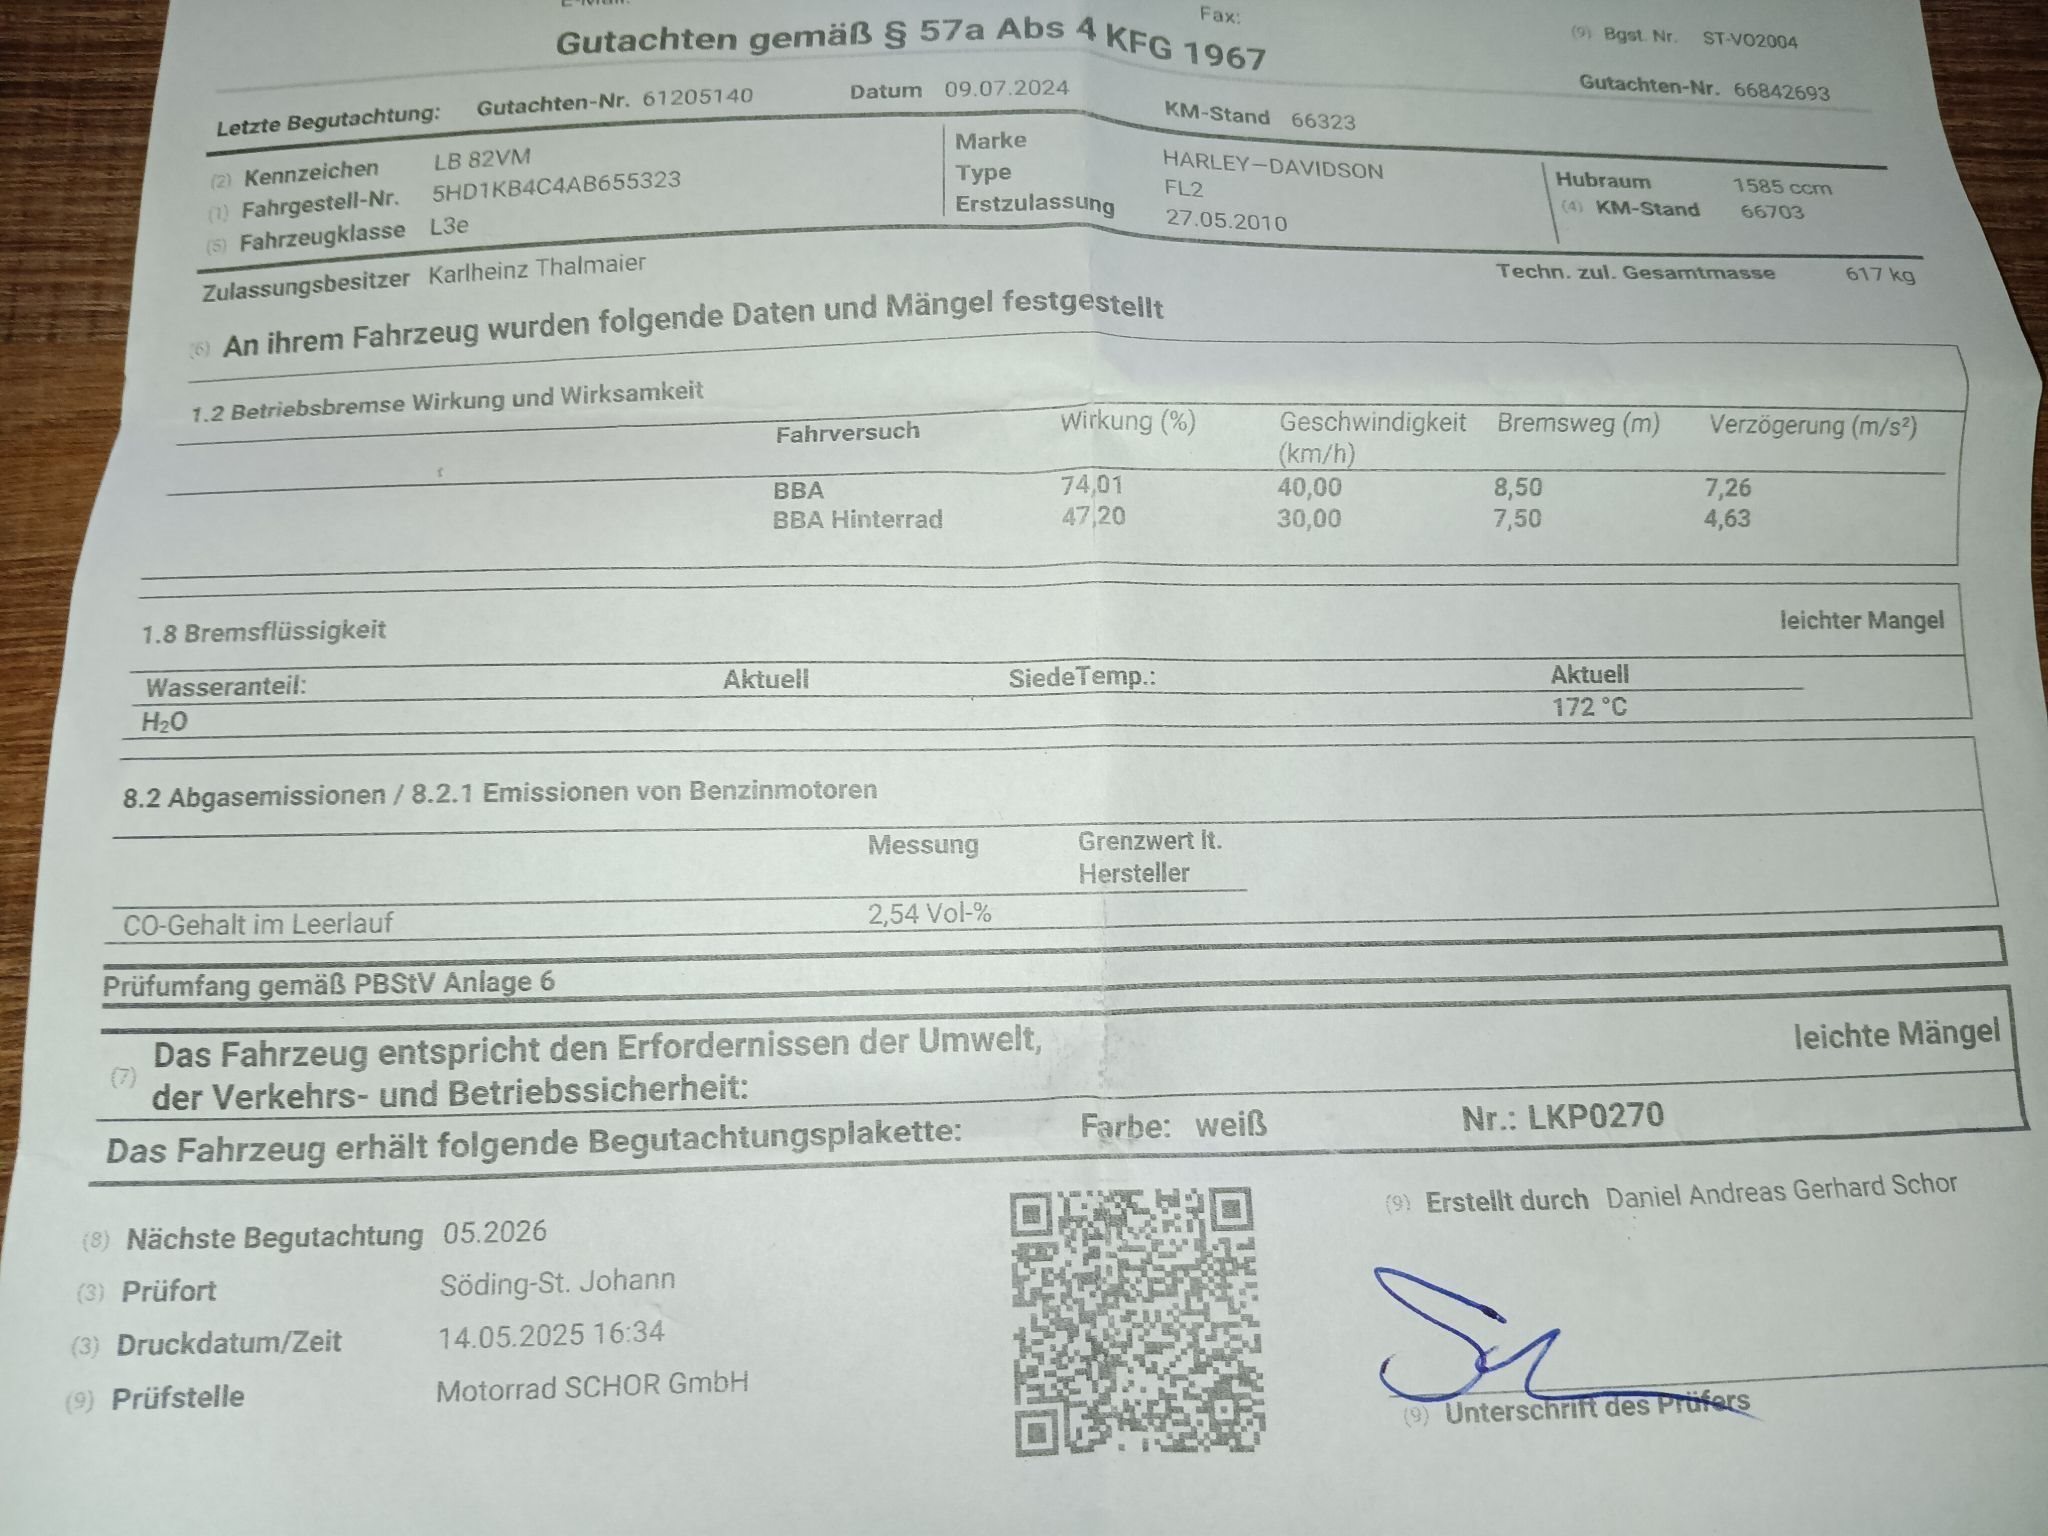 Fax:
Gutachten gemäß § 57a Abs 4 KFG 1967
(9) Bgst. Nr. ST-VO2004
Gutachten-Nr. 66842693
Letzte Begutachtung: Gutachten-Nr. 61205140 Datum 09.07.2024 KM-Stand 66323
(2) Kennzeichen LB 82VM
(1) Fahrgestell-Nr. 5HD1KB4C4AB655323
(5) Fahrzeugklasse L3e
Marke HARLEY-DAVIDSON
Type FL2
Erstzulassung 27.05.2010
Hubraum 1585 ccm
(4) KM-Stand 66703
Zulassungsbesitzer Karlheinz Thalmaier
Techn. zul. Gesamtmasse 617 kg
(6) An ihrem Fahrzeug wurden folgende Daten und Mängel festgestellt
1.2 Betriebsbremse Wirkung und Wirksamkeit
Fahrversuch Wirkung (%) Geschwindigkeit (km/h) Bremsweg (m) Verzögerung (m/s²)
BBA 74,01 40,00 8,50 7,26
BBA Hinterrad 47,20 30,00 7,50 4,63
1.8 Bremsflüssigkeit leichter Mangel
Wasseranteil: Aktuell SiedeTemp.: Aktuell
H₂O 172 °C
8.2 Abgasemissionen / 8.2.1 Emissionen von Benzinmotoren
Messung Grenzwert lt.
Hersteller
CO-Gehalt im Leerlauf 2,54 Vol-%
Prüfumfang gemäß PBStV Anlage 6
(7) Das Fahrzeug entspricht den Erfordernissen der Umwelt,
der Verkehrs- und Betriebssicherheit: leichte Mängel
Das Fahrzeug erhält folgende Begutachtungsplakette: Farbe: weiß Nr.: LKP0270
(8) Nächste Begutachtung 05.2026
(3) Prüfort Söding-St. Johann
(3) Druckdatum/Zeit 14.05.2025 16:34
(9) Prüfstelle Motorrad SCHOR GmbH
(9) Erstellt durch Daniel Andreas Gerhard Schor
(9) Unterschrift des Prüfers